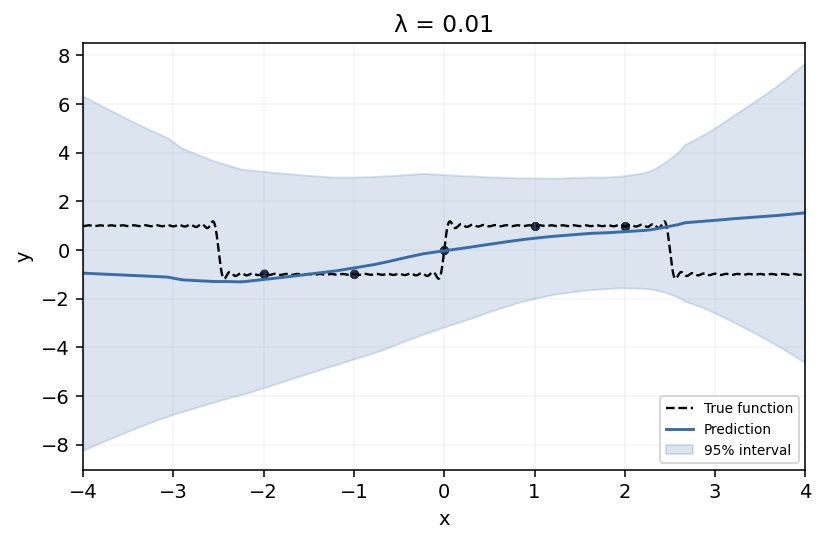 λ = 0.01
y
8
6
4
2
0
−2
−4
−6
−8
True function
Prediction
95% interval
−4 −3 −2 −1 0 1 2 3 4
x